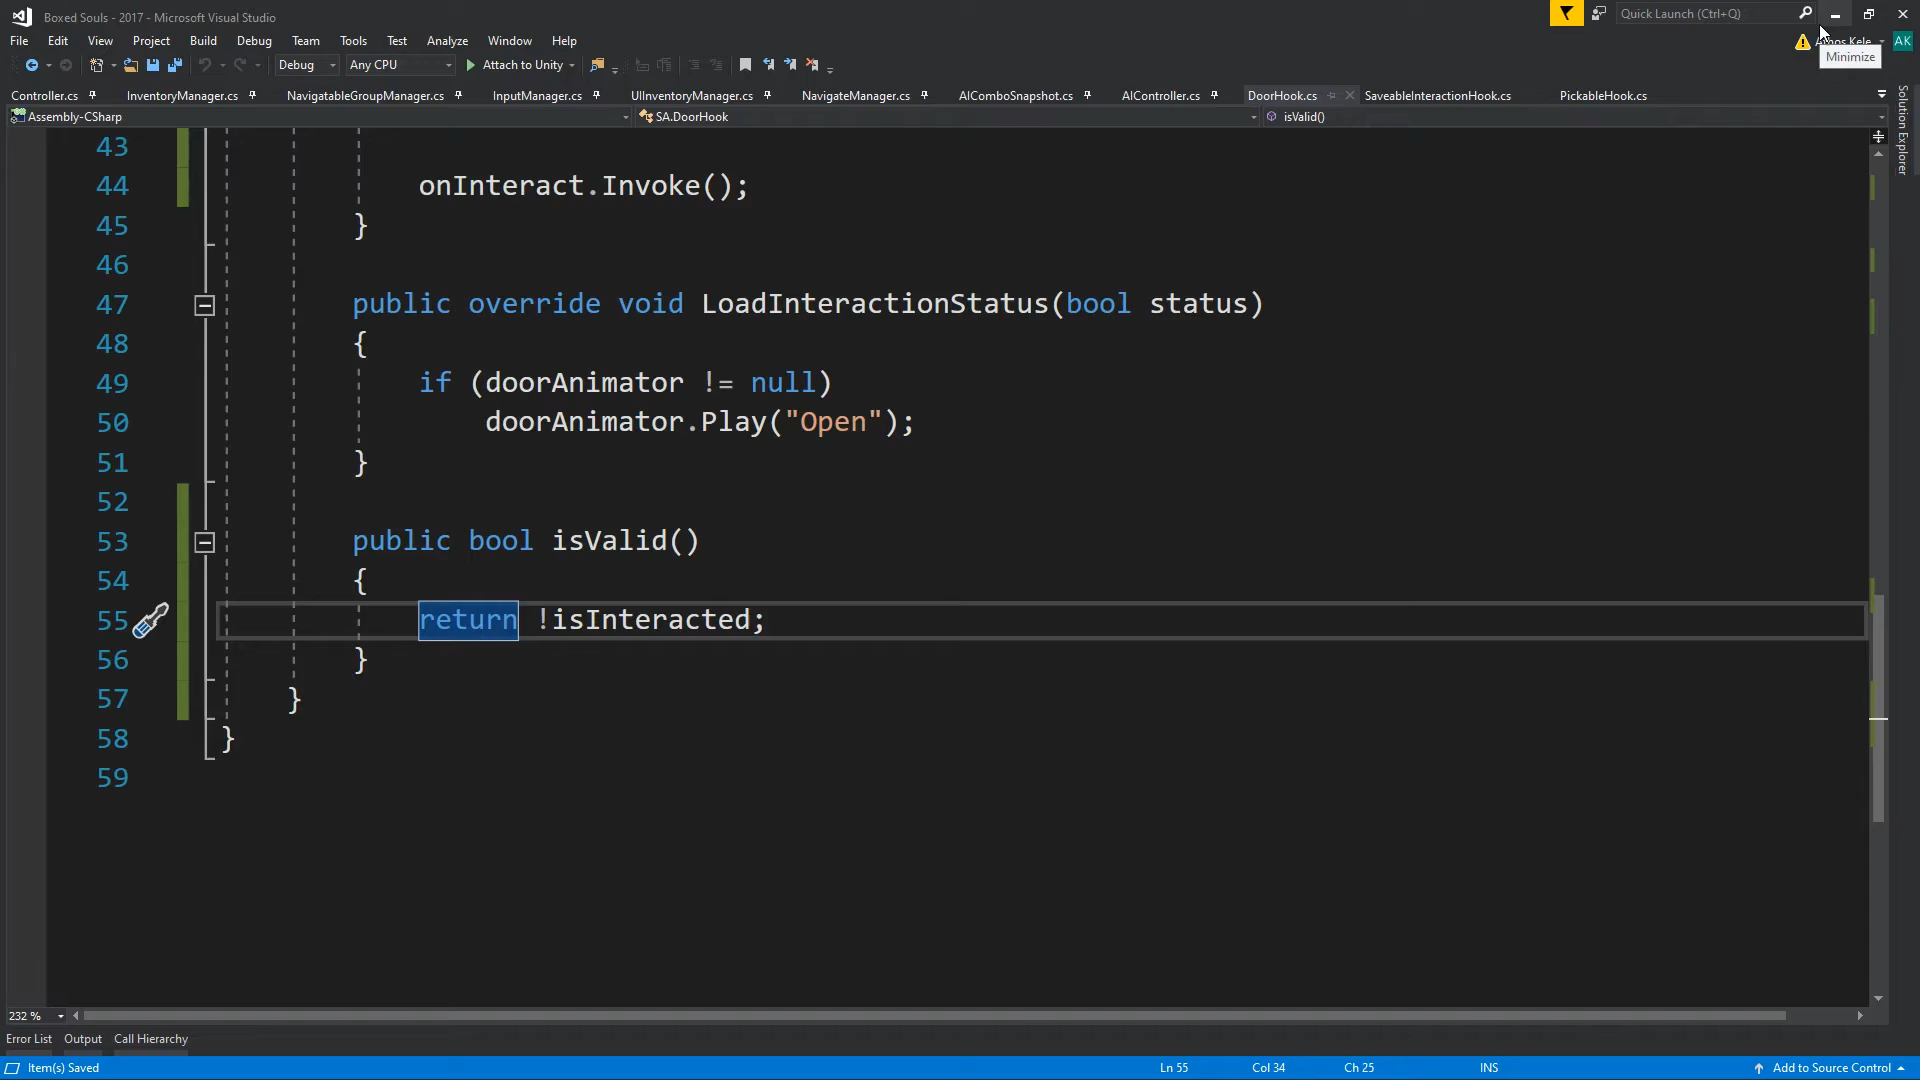 Boxed Souls - 2017 - Microsoft Visual Studio
Quick Launch (Ctrl+Q)
File Edit View Project Build Debug Team Tools Test Analyze Window Help
Amos Kele AK
Minimize
Debug Any CPU Attach to Unity
Controller.cs InventoryManager.cs NavigatableGroupManager.cs InputManager.cs UIInventoryManager.cs NavigateManager.cs AIComboSnapshot.cs AIController.cs DoorHook.cs SaveableInteractionHook.cs PickableHook.cs
Assembly-CSharp SA.DoorHook isValid()
Solution Explorer
43
44 onInteract.Invoke();
45 }
46
47 public override void LoadInteractionStatus(bool status)
48 {
49 if (doorAnimator != null)
50 doorAnimator.Play("Open");
51 }
52
53 public bool isValid()
54 {
55 return !isInteracted;
56 }
57 }
58 }
59
232 %
Error List Output Call Hierarchy
Item(s) Saved Ln 55 Col 34 Ch 25 INS Add to Source Control